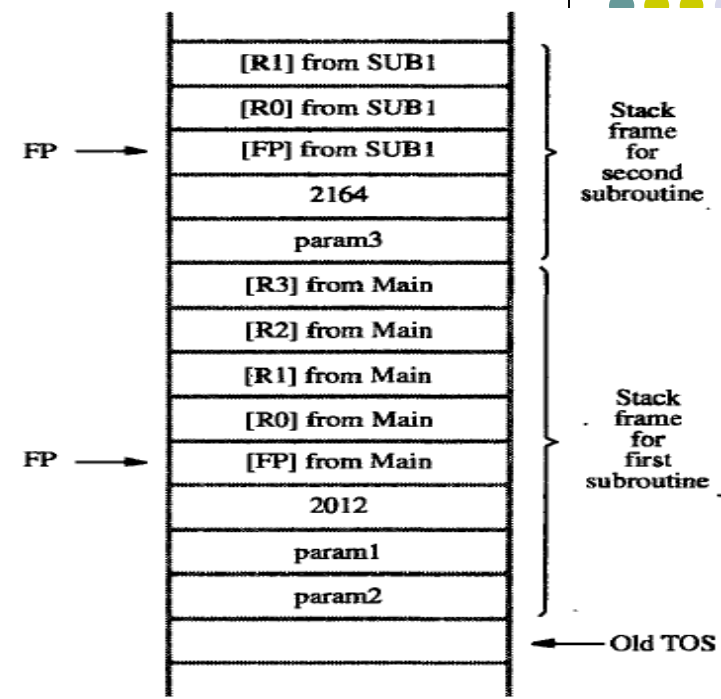 [R1] from SUB1
[R0] from SUB1
FP
[FP] from SUB1
2164
param3
Stack
frame
for
second
subroutine
[R3] from Main
[R2] from Main
[R1] from Main
[R0] from Main
FP
[FP] from Main
2012
param1
param2
Stack
frame
for
first
subroutine
Old TOS